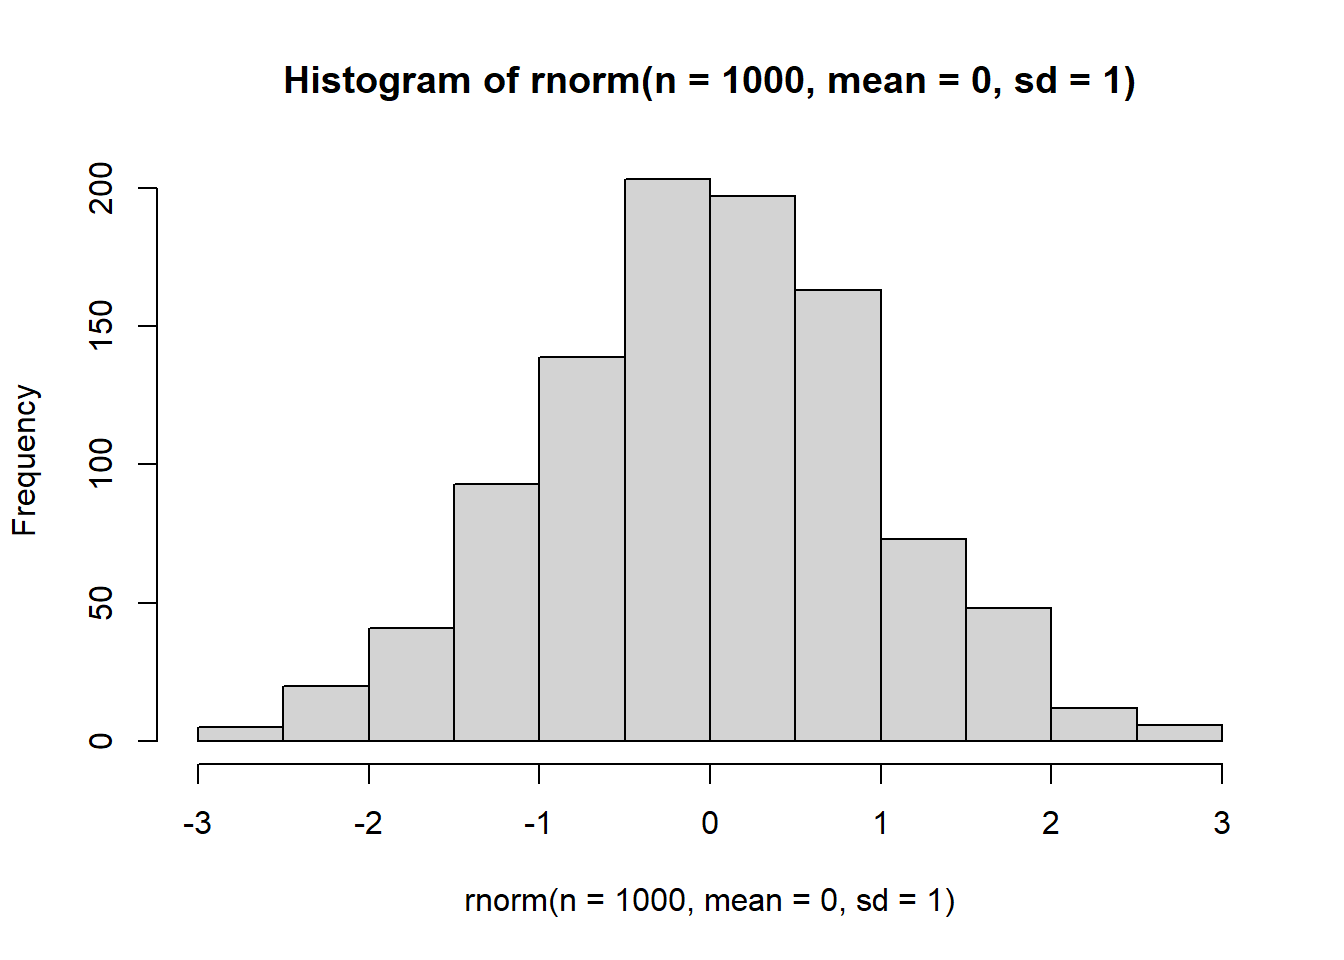 Histogram of rnorm(n = 1000, mean = 0, sd = 1)
200
150
100
50
0
Frequency
-3 -2 -1 0 1 2 3
rnorm(n = 1000, mean = 0, sd = 1)